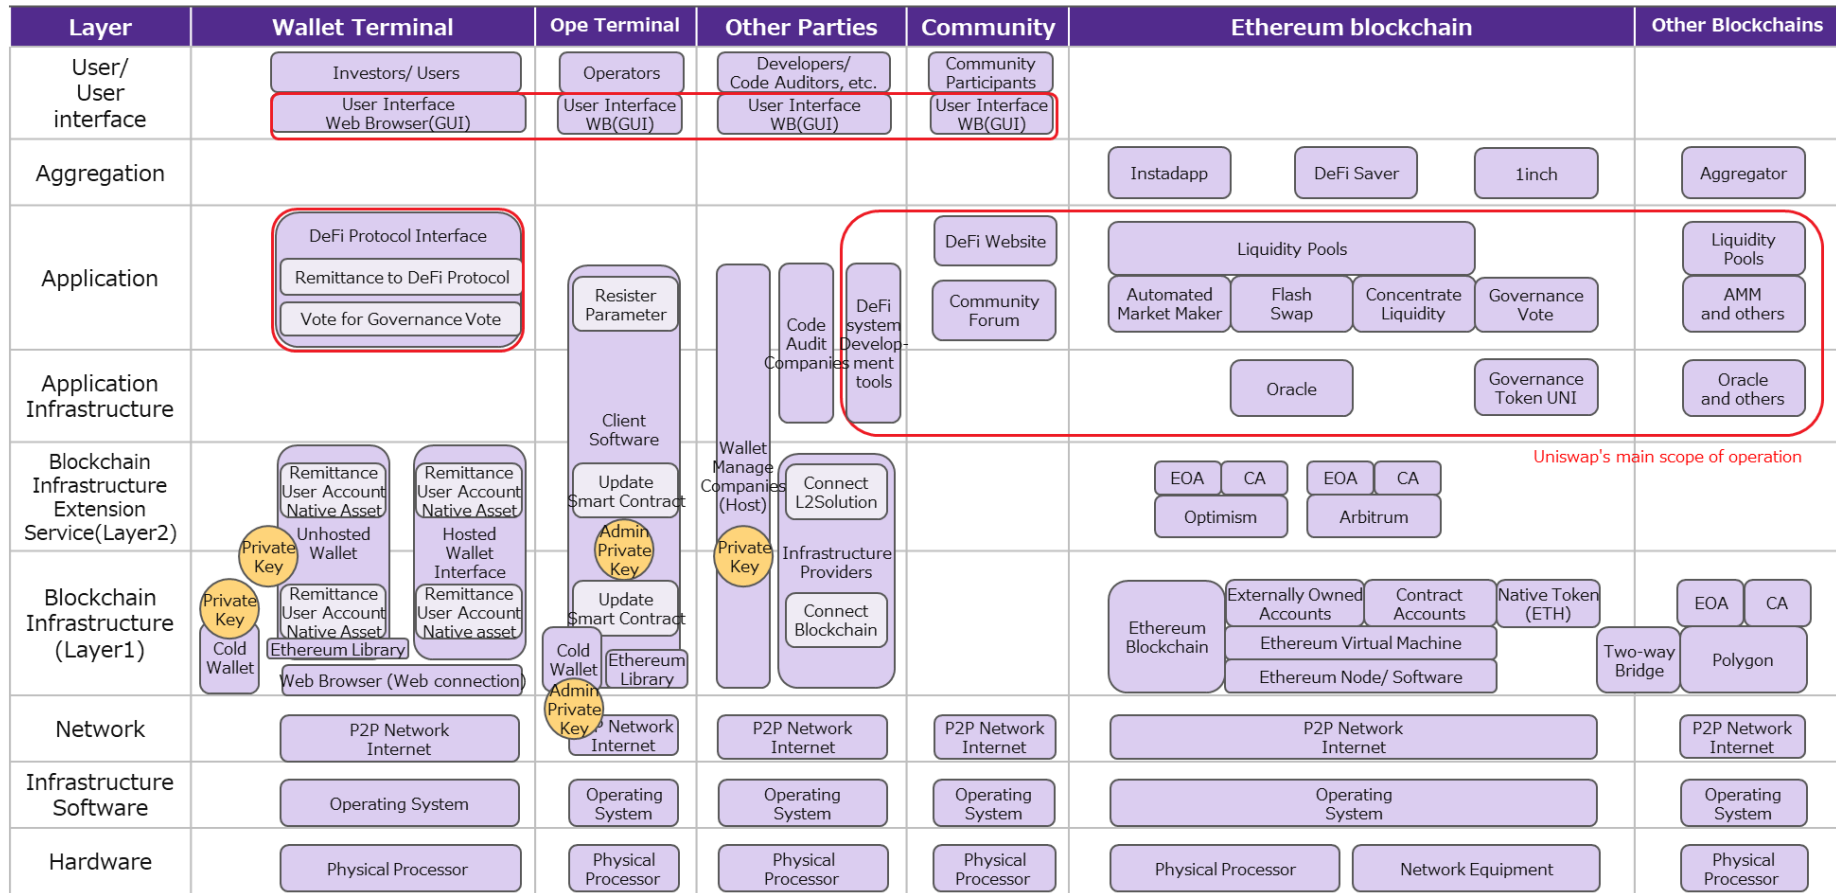 Layer
Wallet Terminal
Ope Terminal
Other Parties
Community
Ethereum blockchain
Other Blockchains
User/
User
interface
Investors/ Users
Operators
Developers/
Code Auditors, etc.
Community
Participants
User Interface
Web Browser(GUI)
User Interface
WB(GUI)
User Interface
WB(GUI)
User Interface
WB(GUI)
Aggregation
Instadapp
DeFi Saver
1inch
Aggregator
Application
DeFi Protocol Interface
Remittance to DeFi Protocol
Vote for Governance Vote
Resister
Parameter
Code
Audit
Companies
DeFi
system
Develop-
ment
tools
DeFi Website
Community
Forum
Liquidity Pools
Automated
Market Maker
Flash
Swap
Concentrate
Liquidity
Governance
Vote
Liquidity
Pools
AMM
and others
Application
Infrastructure
Client
Software
Oracle
Governance
Token UNI
Oracle
and others
Uniswap's main scope of operation
Blockchain
Infrastructure
Extension
Service(Layer2)
Remittance
User Account
Native Asset
Unhosted
Wallet
Private
Key
Remittance
User Account
Native Asset
Hosted
Wallet
Interface
Update
Smart Contract
Admin
Private
Key
Wallet
Manage
Companies
(Host)
Private
Key
Connect
L2Solution
Infrastructure
Providers
EOA
CA
Optimism
EOA
CA
Arbitrum
Blockchain
Infrastructure
(Layer1)
Private
Key
Cold
Wallet
Remittance
User Account
Native Asset
Ethereum Library
Remittance
User Account
Native asset
Web Browser (Web connection)
Update
Smart Contract
Cold
Wallet
Ethereum
Library
Admin
Private
Key
Connect
Blockchain
Ethereum
Blockchain
Externally Owned
Accounts
Contract
Accounts
Native Token
(ETH)
Ethereum Virtual Machine
Ethereum Node/ Software
Two-way
Bridge
EOA
CA
Polygon
Network
P2P Network
Internet
P Network
Internet
P2P Network
Internet
P2P Network
Internet
P2P Network
Internet
P2P Network
Internet
Infrastructure
Software
Operating System
Operating
System
Operating
System
Operating
System
Operating
System
Operating
System
Hardware
Physical Processor
Physical
Processor
Physical
Processor
Physical
Processor
Physical Processor
Network Equipment
Physical
Processor